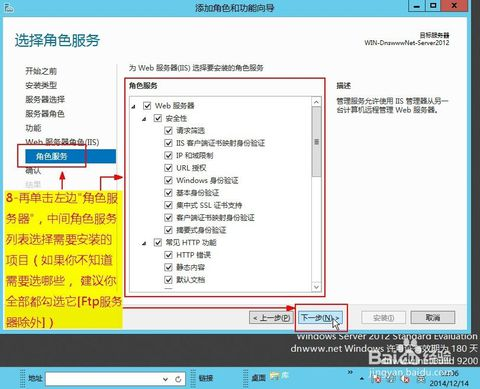 添加角色和功能向导
选择角色服务
目标服务器
WIN-DnswwwNet-Server2012
开始之前
安装类型
服务器选择
服务器角色
功能
Web 服务器角色(IIS)
角色服务
确认
结果
为 Web 服务器(IIS) 选择要安装的角色服务
角色服务
Web 服务器
安全性
请求筛选
IIS 客户端证书映射身份验证
IP 和域限制
URL 授权
Windows 身份验证
基本身份验证
集中式 SSL 证书支持
客户端证书映射身份验证
摘要式身份验证
常见 HTTP 功能
HTTP 错误
静态内容
默认文档
描述
管理服务允许使用 IIS 管理器从另一台计算机远程管理 Web 服务器。
8-再单击左边“角色服
务器”，中间角色服务
列表选择需要安装的
项目（如果你不知道
需要选哪些，建议你
全部都勾选它[Ftp服务
器除外]）
< 上一步(P)
下一步(N) >
安装(I)
取消
Windows Server 2012 Standard Evaluation
dnwww.net Windows 许可证有效期为 180 天
9200
Baidu 经验
jingyan.baidu.com
链接
桌面
库
2014/12/14